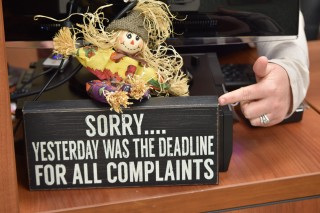 SORRY....
YESTERDAY WAS THE DEADLINE
FOR ALL COMPLAINTS